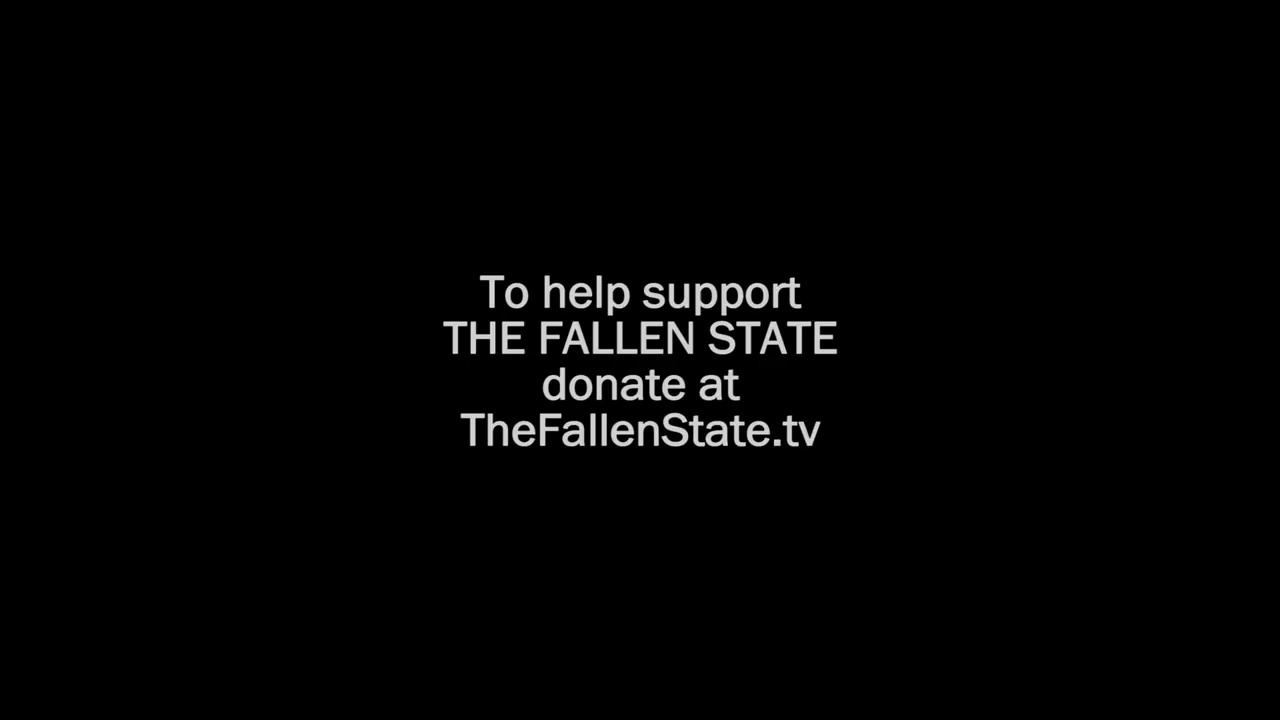 To help support
THE FALLEN STATE
donate at
TheFallenState.tv